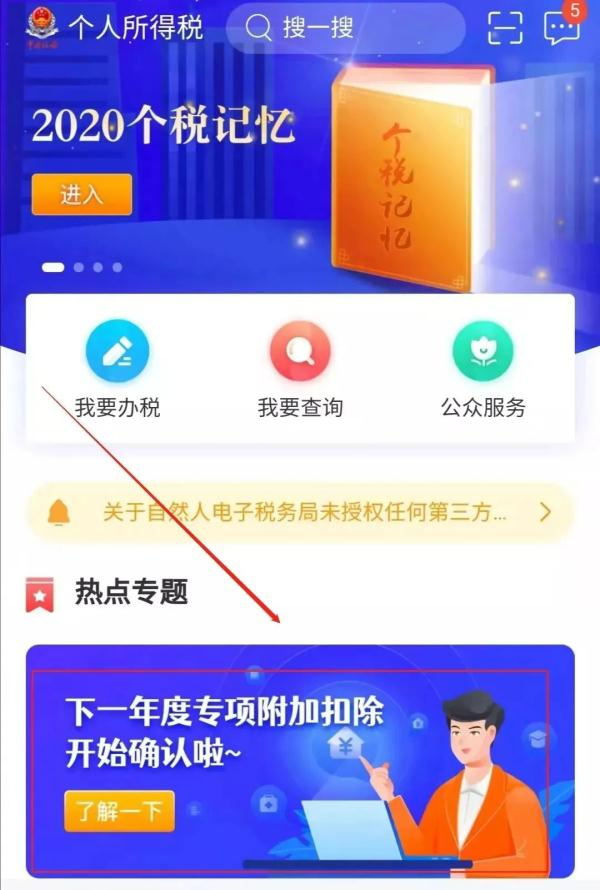 个人所得税
搜一搜
5
2020个税记忆
进入
个税记忆
我要办税
我要查询
公众服务
关于自然人电子税务局未授权任何第三方...
热点专题
下一年度专项附加扣除
开始确认啦~
了解一下